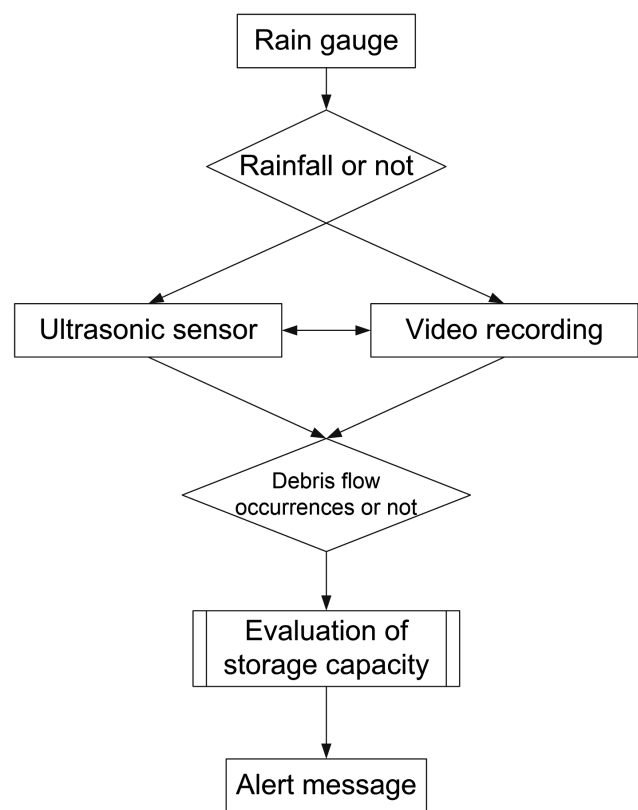 Rain gauge
Rainfall or not
Ultrasonic sensor
Video recording
Debris flow
occurrences or not
Evaluation of
storage capacity
Alert message